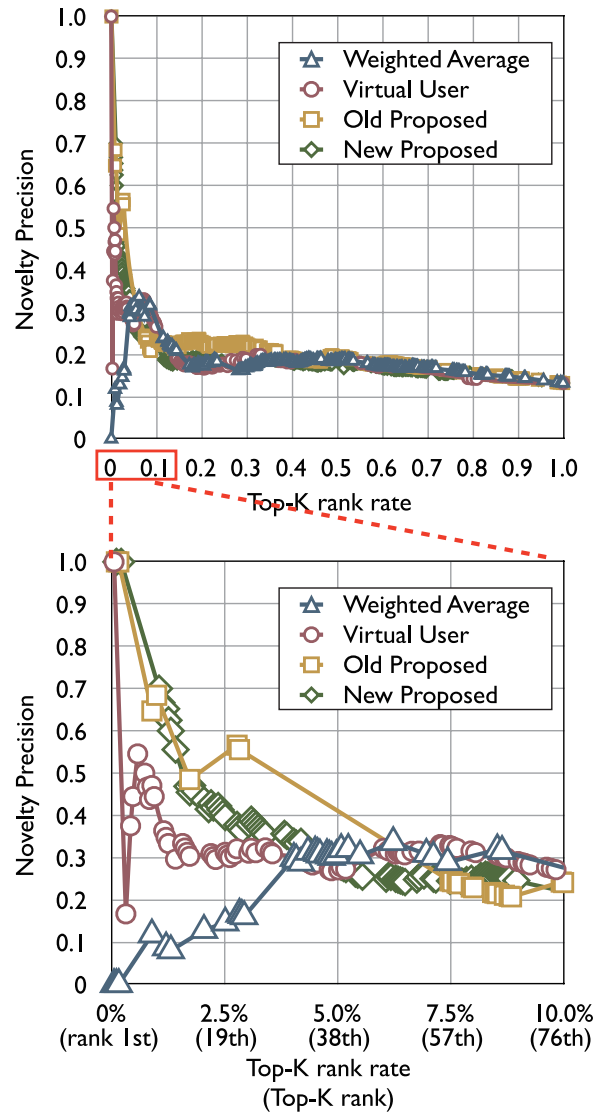 1.0
0.9
0.8
0.7
0.6
0.5
0.4
0.3
0.2
0.1
0
Novelty Precision
Weighted Average
Virtual User
Old Proposed
New Proposed
0 0.1 0.2 0.3 0.4 0.5 0.6 0.7 0.8 0.9 1.0
Top-K rank rate
1.0
0.9
0.8
0.7
0.6
0.5
0.4
0.3
0.2
0.1
0
Novelty Precision
Weighted Average
Virtual User
Old Proposed
New Proposed
0% 2.5% 5.0% 7.5% 10.0%
(rank 1st) (19th) (38th) (57th) (76th)
Top-K rank rate
(Top-K rank)